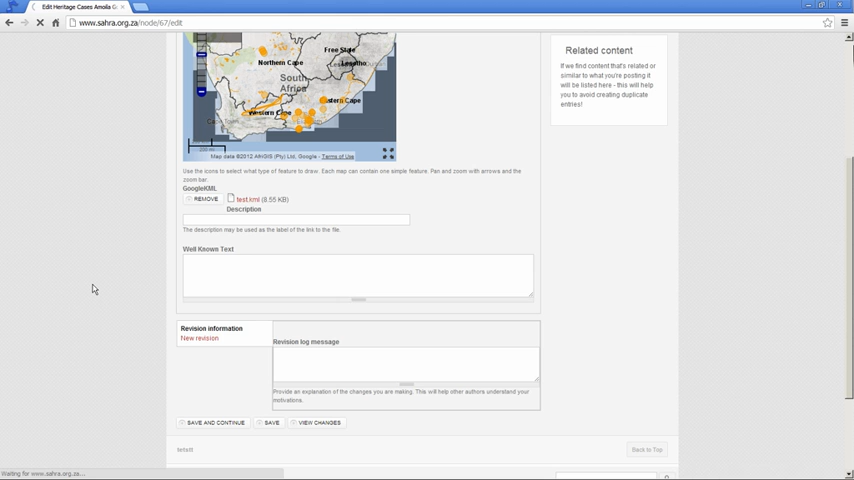 Edit Heritage Cases Amoila G
www.sahra.org.za/node/67/edit
Free State
Northern Cape
Lesotho
South
Africa
Eastern Cape
Western Cape
Map data ©2012 AfriGIS (Pty) Ltd, Google - Terms of Use
Use the icons to select what type of feature to draw. Each map can contain one simple feature. Pan and zoom with arrows and the
zoom bar.
GoogleKML
REMOVE
test.kml (8.55 KB)
Description
The description may be used as the label of the link to the file.
Well Known Text
Revision information
New revision
Revision log message
Provide an explanation of the changes you are making. This will help other authors understand your
motivations.
SAVE AND CONTINUE
SAVE
VIEW CHANGES
Back to Top
Waiting for www.sahra.org.za...
Related content
If we find content that's related or
similar to what you're posting it
will be listed here - this will help
you to avoid creating duplicate
entries!